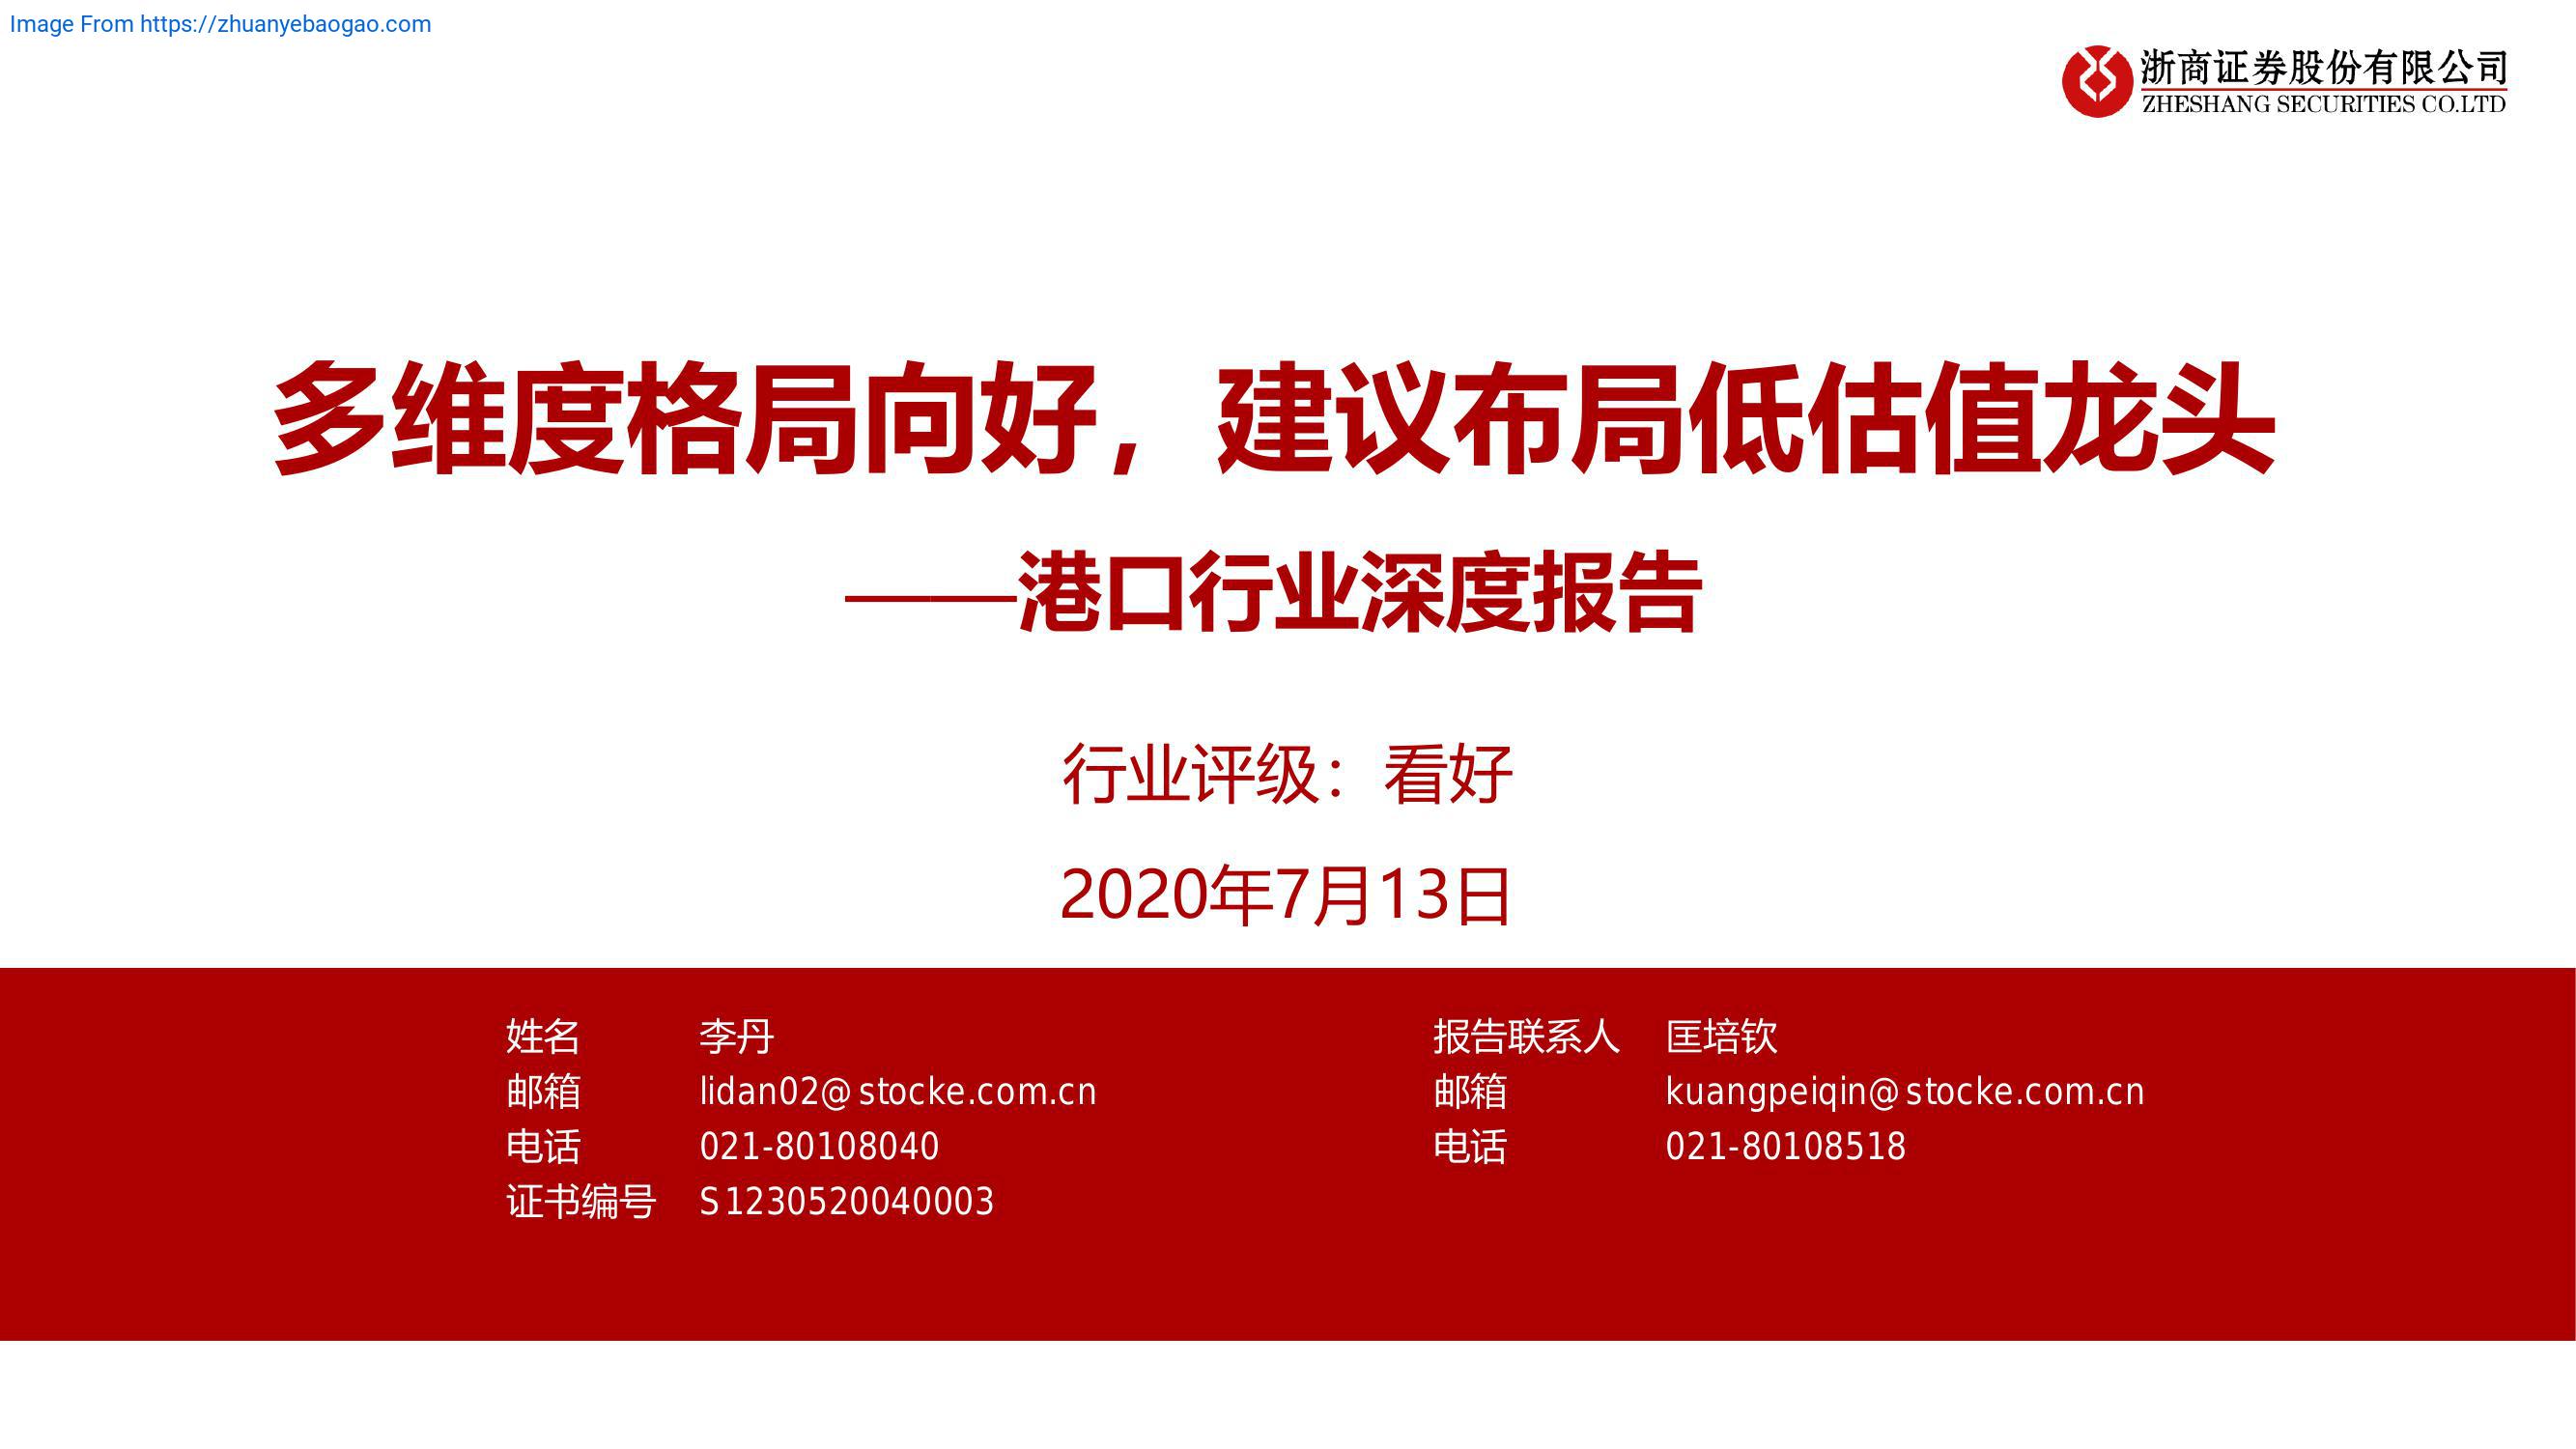 Image From https://zhuanyebaogao.com
浙商证券股份有限公司
ZHESHANG SECURITIES CO.LTD
多维度格局向好，建议布局低估值龙头
——港口行业深度报告
行业评级：看好
2020年7月13日
姓名 李丹
邮箱 lidan02@stocke.com.cn
电话 021-80108040
证书编号 S1230520040003
报告联系人 匡培钦
邮箱 kuangpeiqin@stocke.com.cn
电话 021-80108518